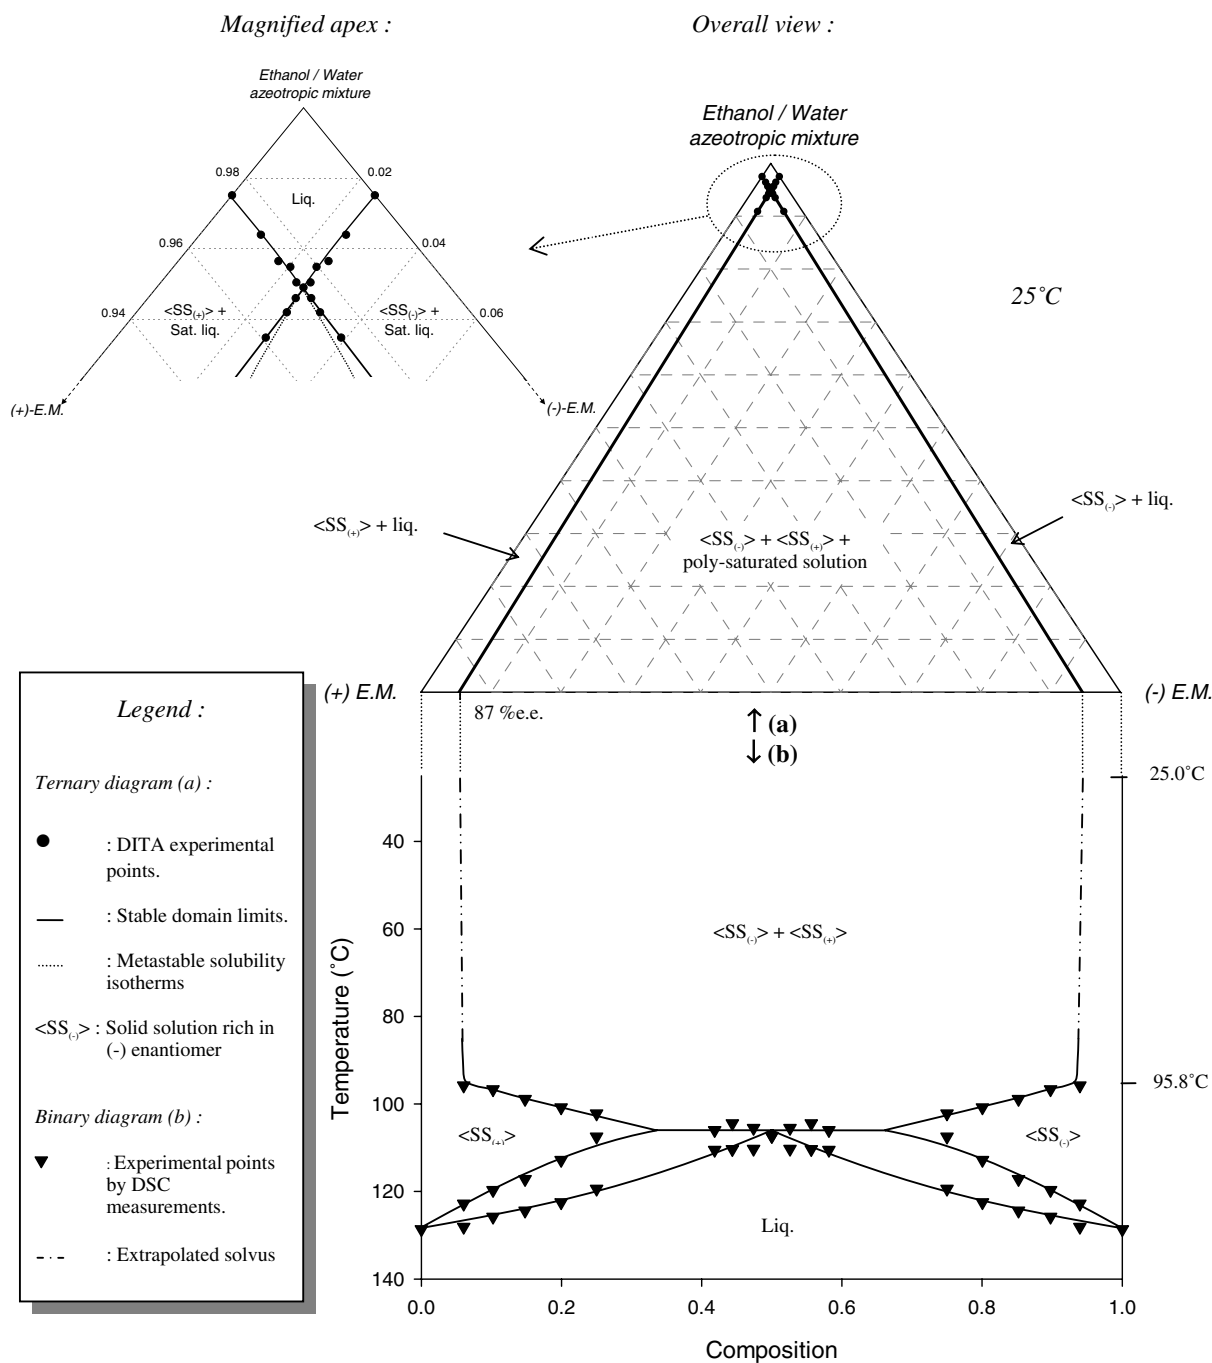 Magnified apex :
Overall view :
Ethanol / Water
azeotropic mixture
Ethanol / Water
azeotropic mixture
0.98
0.02
Liq.
0.96
0.04
25°C
<SS(+)> +
Sat. liq.
<SS(-)> +
Sat. liq.
0.94
0.06
(+)-E.M.
(-)-E.M.
<SS(-)> + liq.
<SS(+)> + liq.
<SS(-)> + <SS(+)> +
poly-saturated solution
(+) E.M.
(-) E.M.
87 %e.e.
(a)
(b)
25.0°C
Legend :
Ternary diagram (a) :
: DITA experimental
points.
: Stable domain limits.
: Metastable solubility
isotherms
<SS(-)> : Solid solution rich in
(-) enantiomer
Binary diagram (b) :
: Experimental points
by DSC
measurements.
: Extrapolated solvus
40
60
80
100
120
140
Temperature (°C)
<SS(-)> + <SS(+)>
95.8°C
<SS(+)>
<SS(-)>
Liq.
0.0
0.2
0.4
0.6
0.8
1.0
Composition